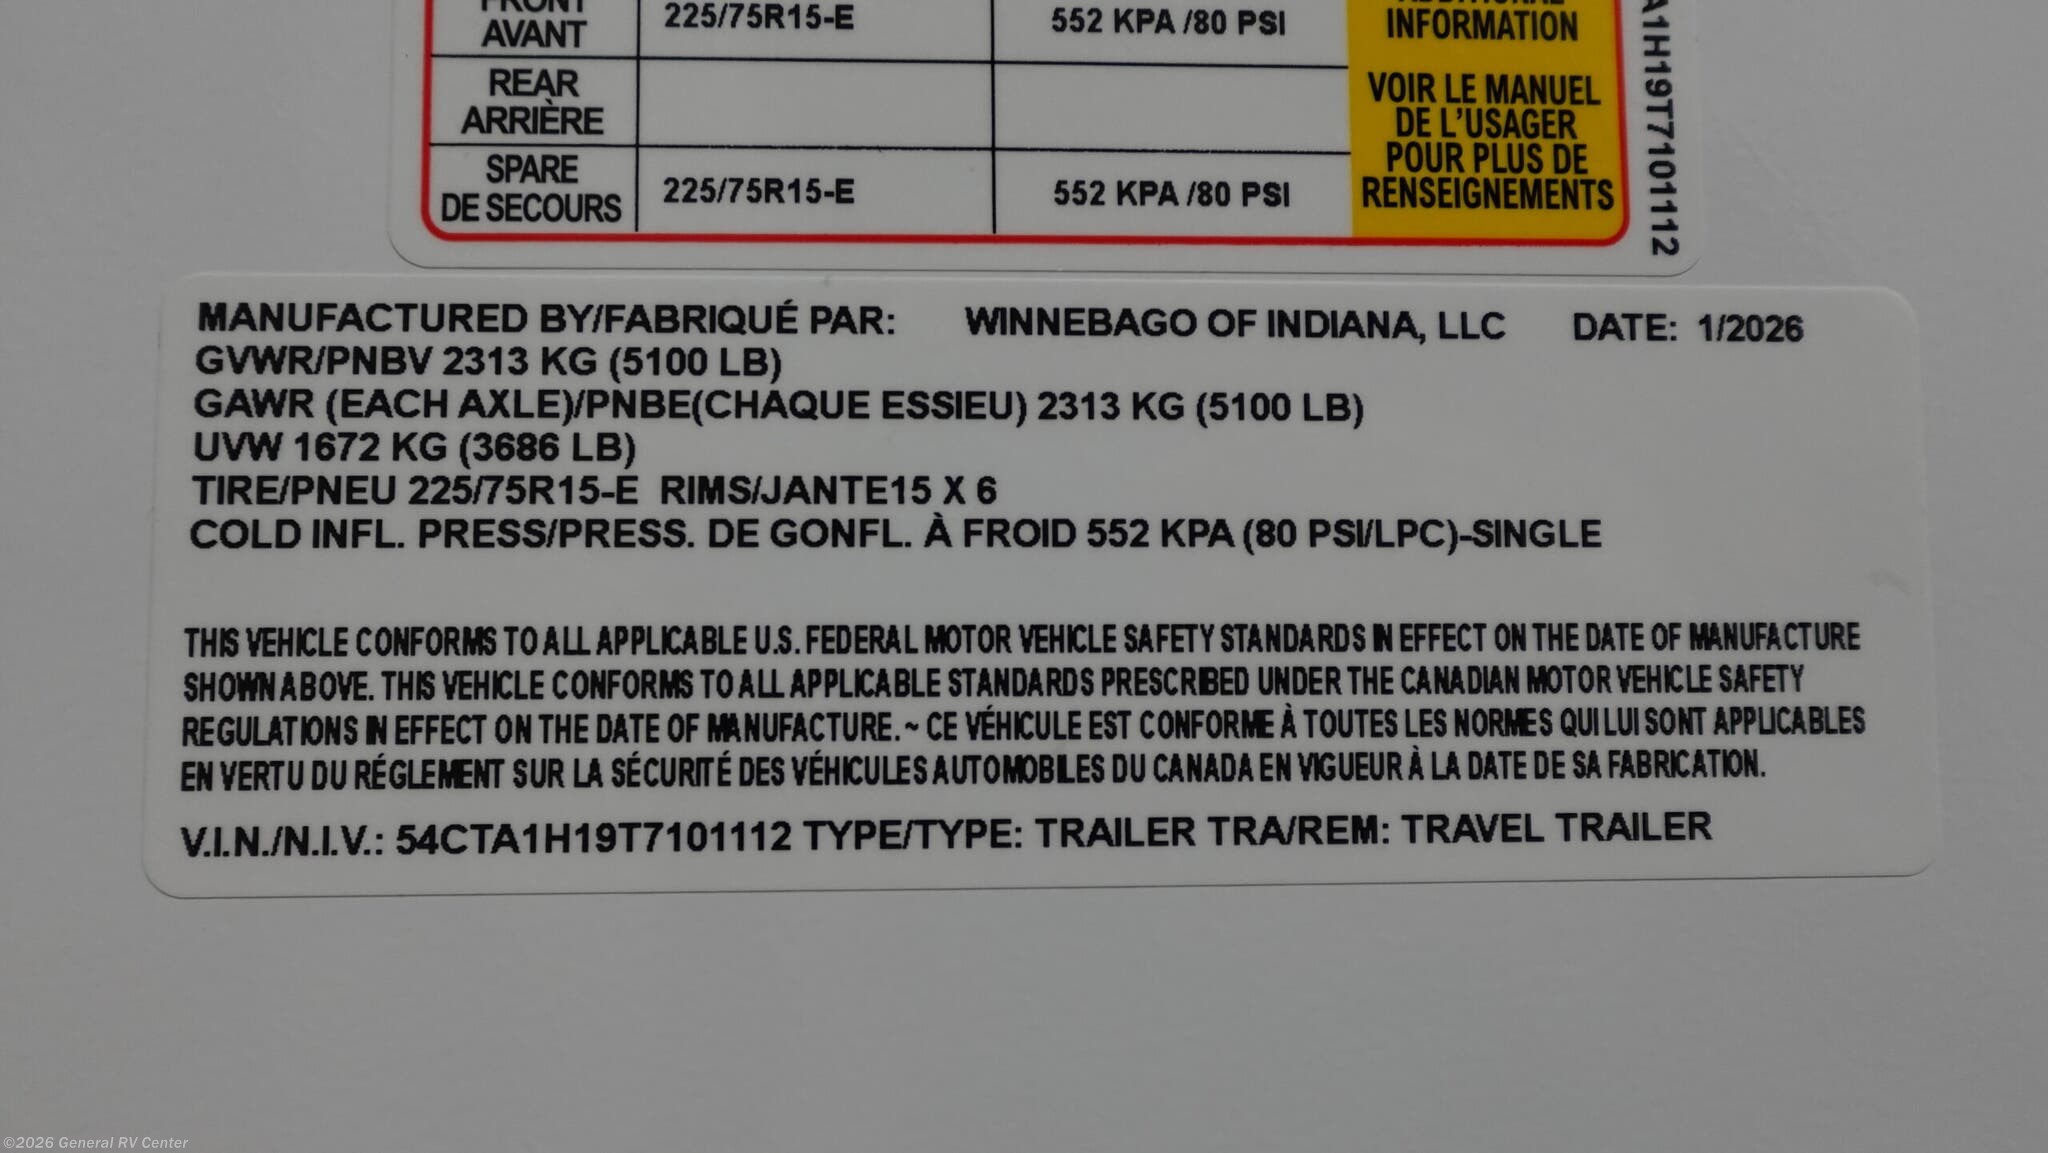 FRONT
AVANT
225/75R15-E
552 KPA /80 PSI
REAR
ARRIÈRE
SPARE
DE SECOURS
225/75R15-E
552 KPA /80 PSI
ADDITIONAL
INFORMATION
VOIR LE MANUEL
DE L'USAGER
POUR PLUS DE
RENSEIGNEMENTS
A1H19T7101112
MANUFACTURED BY/FABRIQUÉ PAR: WINNEBAGO OF INDIANA, LLC DATE: 1/2026
GVWR/PNBV 2313 KG (5100 LB)
GAWR (EACH AXLE)/PNBE(CHAQUE ESSIEU) 2313 KG (5100 LB)
UVW 1672 KG (3686 LB)
TIRE/PNEU 225/75R15-E RIMS/JANTE15 X 6
COLD INFL. PRESS/PRESS. DE GONFL. À FROID 552 KPA (80 PSI/LPC)-SINGLE
THIS VEHICLE CONFORMS TO ALL APPLICABLE U.S. FEDERAL MOTOR VEHICLE SAFETY STANDARDS IN EFFECT ON THE DATE OF MANUFACTURE
SHOWN ABOVE. THIS VEHICLE CONFORMS TO ALL APPLICABLE STANDARDS PRESCRIBED UNDER THE CANADIAN MOTOR VEHICLE SAFETY
REGULATIONS IN EFFECT ON THE DATE OF MANUFACTURE. ~ CE VÉHICULE EST CONFORME À TOUTES LES NORMES QUI LUI SONT APPLICABLES
EN VERTU DU RÉGLEMENT SUR LA SÉCURITÉ DES VÉHICULES AUTOMOBILES DU CANADA EN VIGUEUR À LA DATE DE SA FABRICATION.
V.I.N./N.I.V.: 54CTA1H19T7101112 TYPE/TYPE: TRAILER TRA/REM: TRAVEL TRAILER
©2026 General RV Center